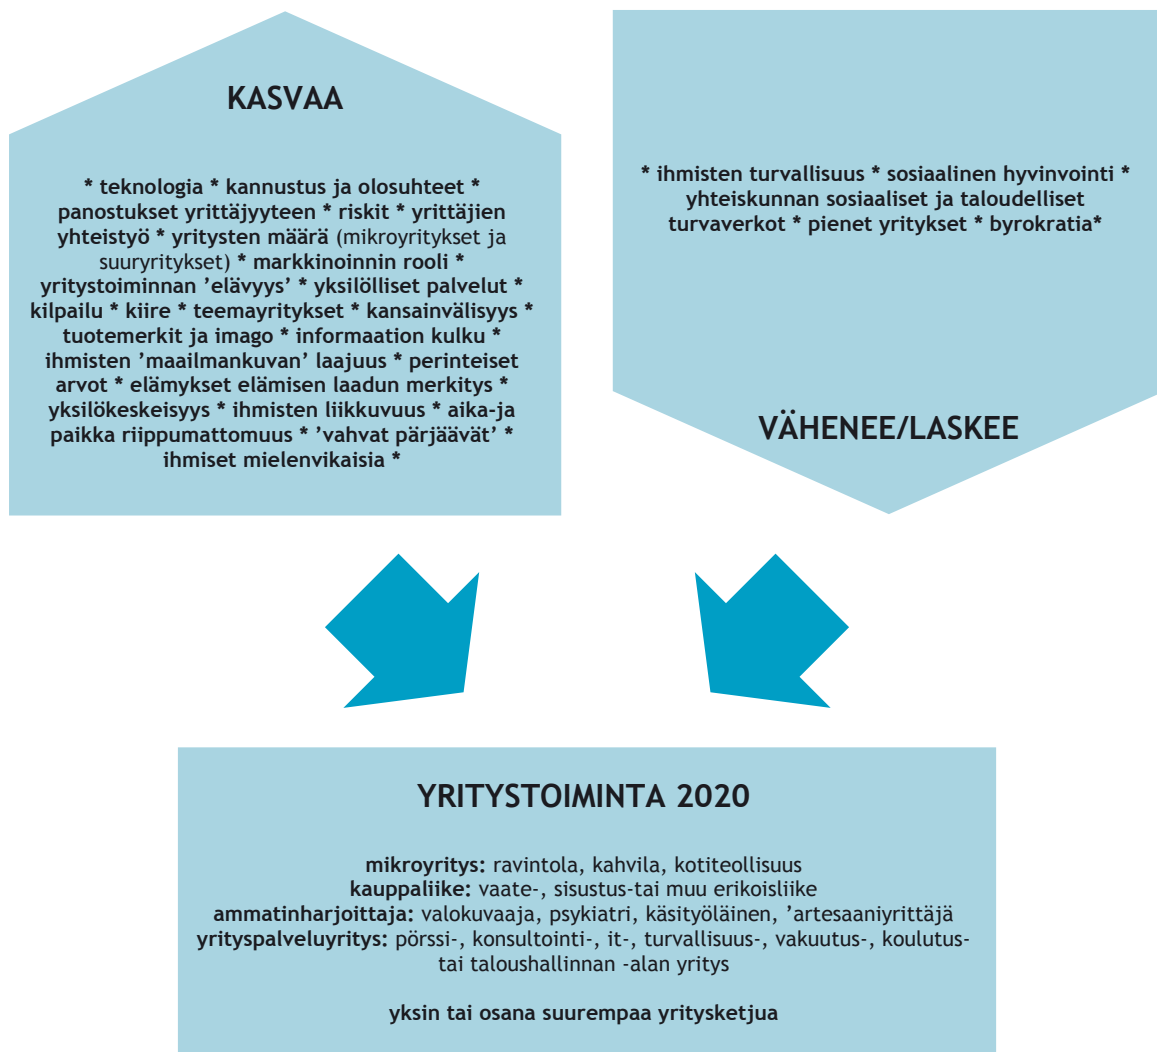 KASVAA
* teknologia * kannustus ja olosuhteet *
panostukset yrittäjyyteen * riskit * yrittäjien
yhteistyö * yritysten määrä (mikroyritykset ja
suuryritykset) * markkinoinnin rooli *
yritystoiminnan ’elävyys’ * yksilölliset palvelut *
kilpailu * kiire * teemayritykset * kansainvälisyys *
tuotemerkit ja imago * informaation kulku *
ihmisten ’maailmankuvan’ laajuus * perinteiset
arvot * elämykset elämisen laadun merkitys *
yksilökeskeisyys * ihmisten liikkuvuus * aika-ja
paikka riippumattomuus * ’vahvat pärjäävät’ *
ihmiset mielenvikaisia *
* ihmisten turvallisuus * sosiaalinen hyvinvointi *
yhteiskunnan sosiaaliset ja taloudelliset
turvaverkot * pienet yritykset * byrokratia*
VÄHENEE/LASKEE
YRITYSTOIMINTA 2020
mikroyritys: ravintola, kahvila, kotiteollisuus
kauppaliike: vaate-, sisustus-tai muu erikoisliike
ammatinharjoittaja: valokuvaaja, psykiatri, käsityöläinen, ’artesaaniyrittäjä
yrityspalveluyritys: pörssi-, konsultointi-, it-, turvallisuus-, vakuutus-, koulutus-
tai taloushallinnan -alan yritys
yksin tai osana suurempaa yritysketjua